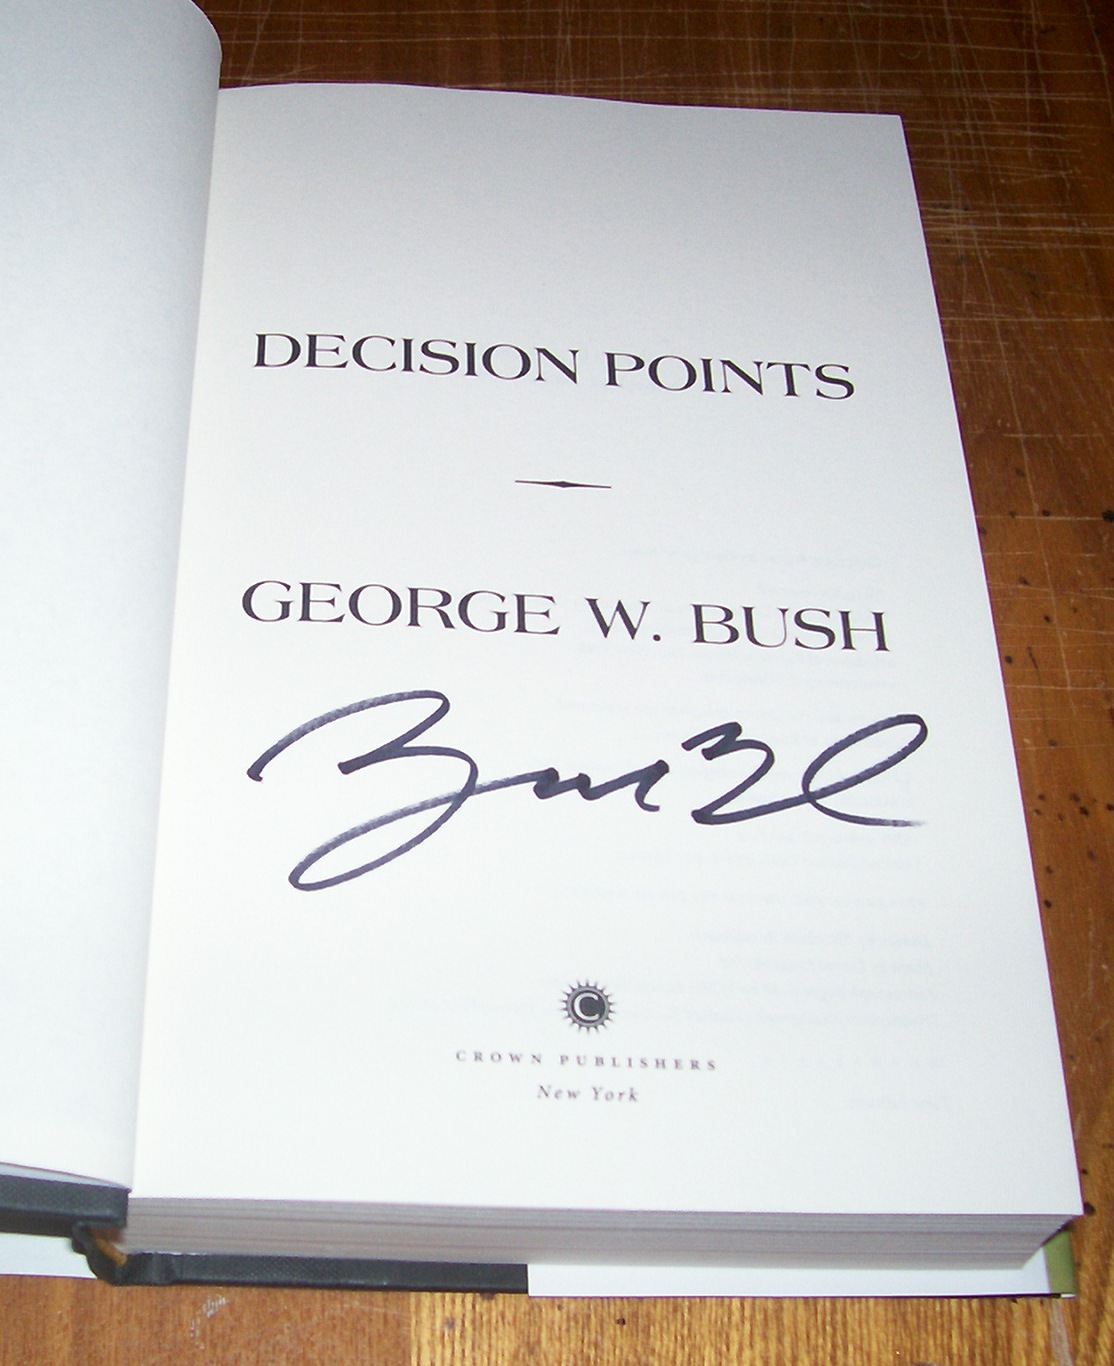 DECISION POINTS
GEORGE W. BUSH
C
CROWN PUBLISHERS
New York